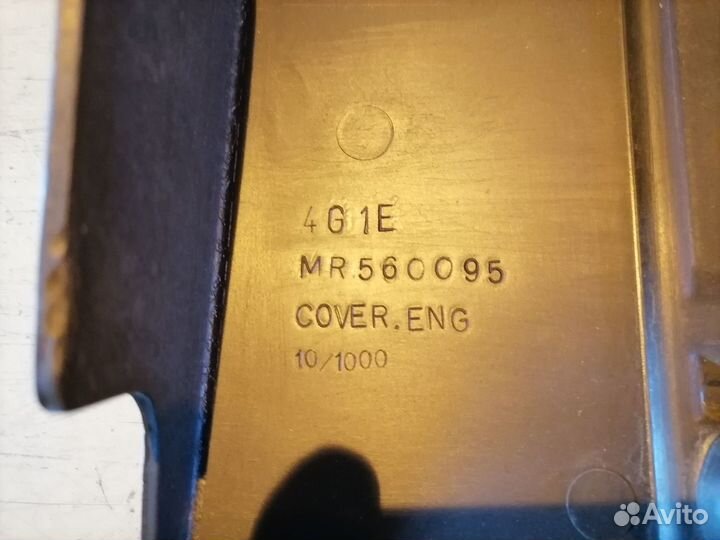 4G1E
MR560095
COVER.ENG
10/1000
Avito